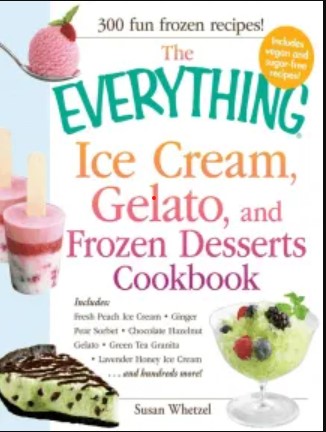 300 fun frozen recipes!
Includes
vegan and
sugar-free
recipes!
The
EVERYTHING®
Ice Cream,
Gelato, and
Frozen Desserts
Cookbook
Includes:
Fresh Peach Ice Cream • Ginger
Pear Sorbet • Chocolate Hazelnut
Gelato • Green Tea Granita
• Lavender Honey Ice Cream
. . . and hundreds more!
Susan Whetzel